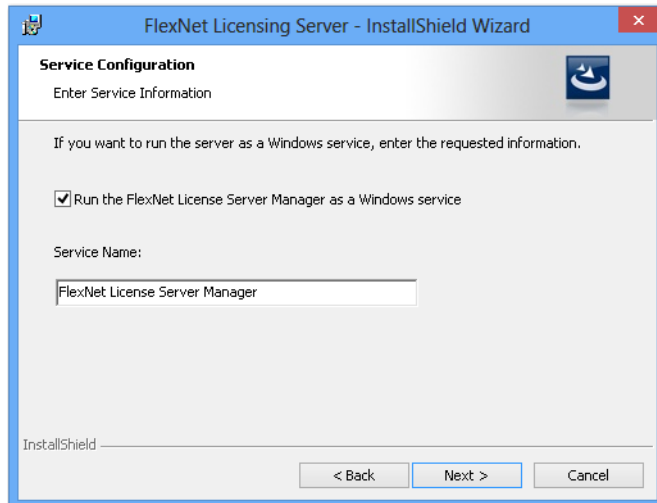 FlexNet Licensing Server - InstallShield Wizard
Service Configuration
Enter Service Information
If you want to run the server as a Windows service, enter the requested information.
Run the FlexNet License Server Manager as a Windows service
Service Name:
FlexNet License Server Manager
InstallShield
< Back Next > Cancel